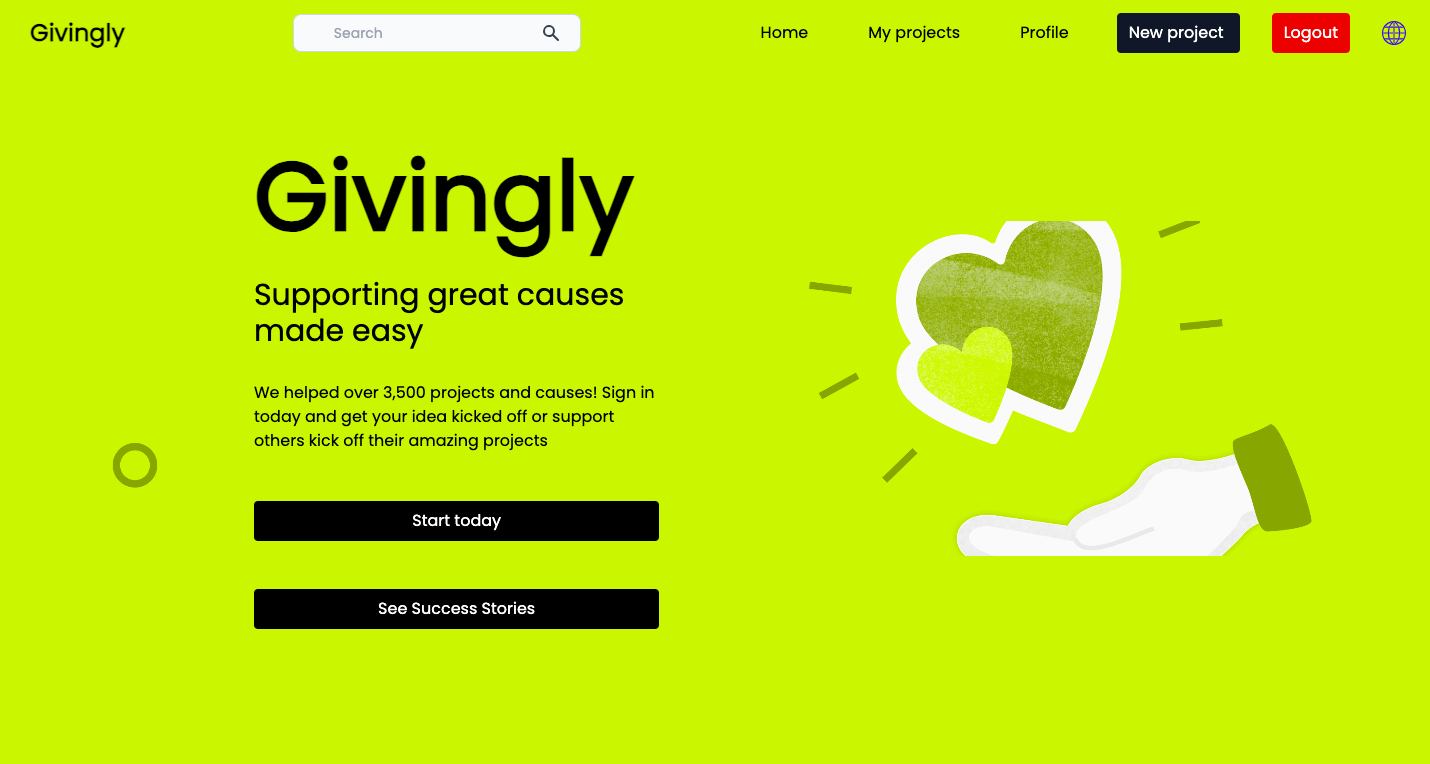 Givingly
Search
Home
My projects
Profile
New project
Logout
Givingly
Supporting great causes
made easy
We helped over 3,500 projects and causes! Sign in
today and get your idea kicked off or support
others kick off their amazing projects
Start today
See Success Stories